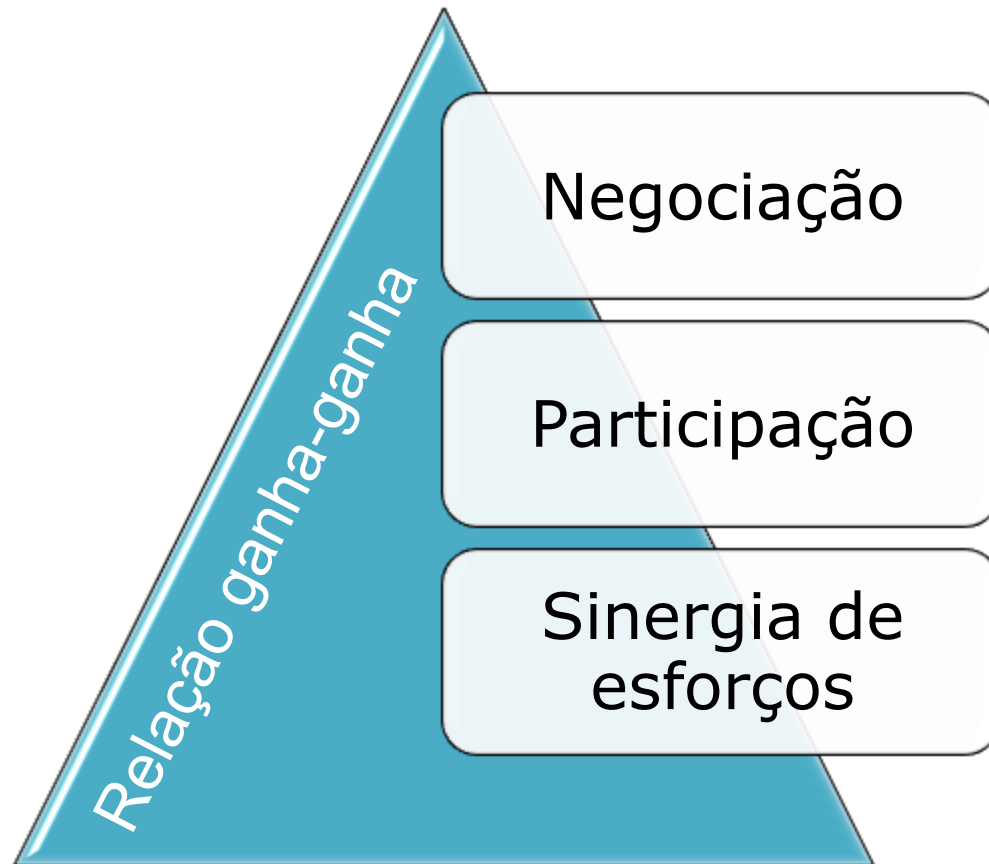 Relação ganha-ganha
Negociação
Participação
Sinergia de
esforços